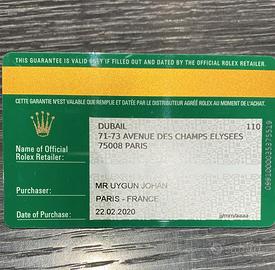 THIS GUARANTEE IS VALID ONLY IF FILLED OUT AND DATED BY THE OFFICIAL ROLEX RETAILER.
CETTE GARANTIE N'EST VALABLE QUE REMPLIE ET DATÉE PAR LE DISTRIBUTEUR AGRÉÉ ROLEX AU MOMENT DE L'ACHAT.
DUBAIL 110
71-73 AVENUE DES CHAMPS ELYSEES
75008 PARIS
Name of Official
Rolex Retailer:
Purchaser: MR UYGUN JOHAN
PARIS - FRANCE
Date of Purchase: 22.02.2020 jj/mm/aaaa